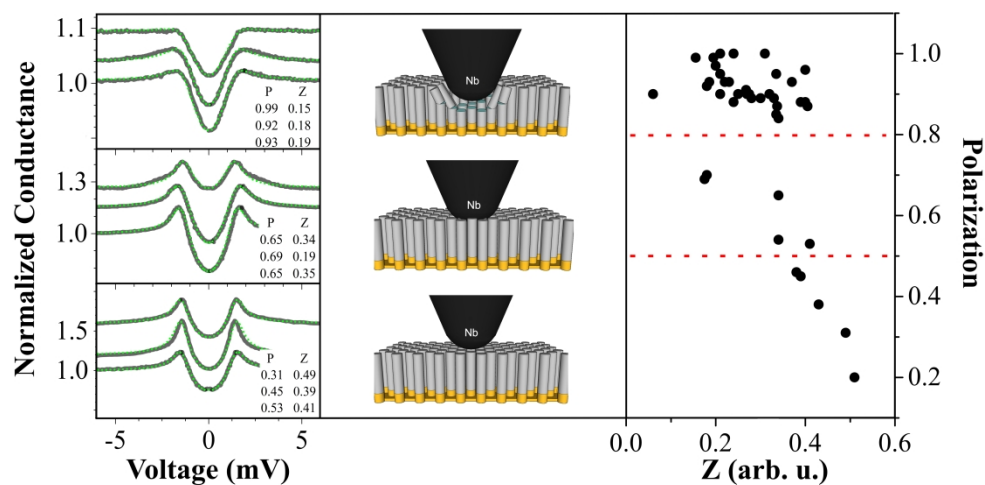 Normalized Conductance
1.1
1.0
P Z
0.99 0.15
0.92 0.18
0.93 0.19
1.3
1.0
P Z
0.65 0.34
0.69 0.19
0.65 0.35
1.5
1.0
P Z
0.31 0.49
0.45 0.39
0.53 0.41
-5 0 5
Voltage (mV)
Nb
Nb
Nb
1.0
0.8
0.6
0.4
0.2
Polarization
0.0 0.2 0.4 0.6
Z (arb. u.)